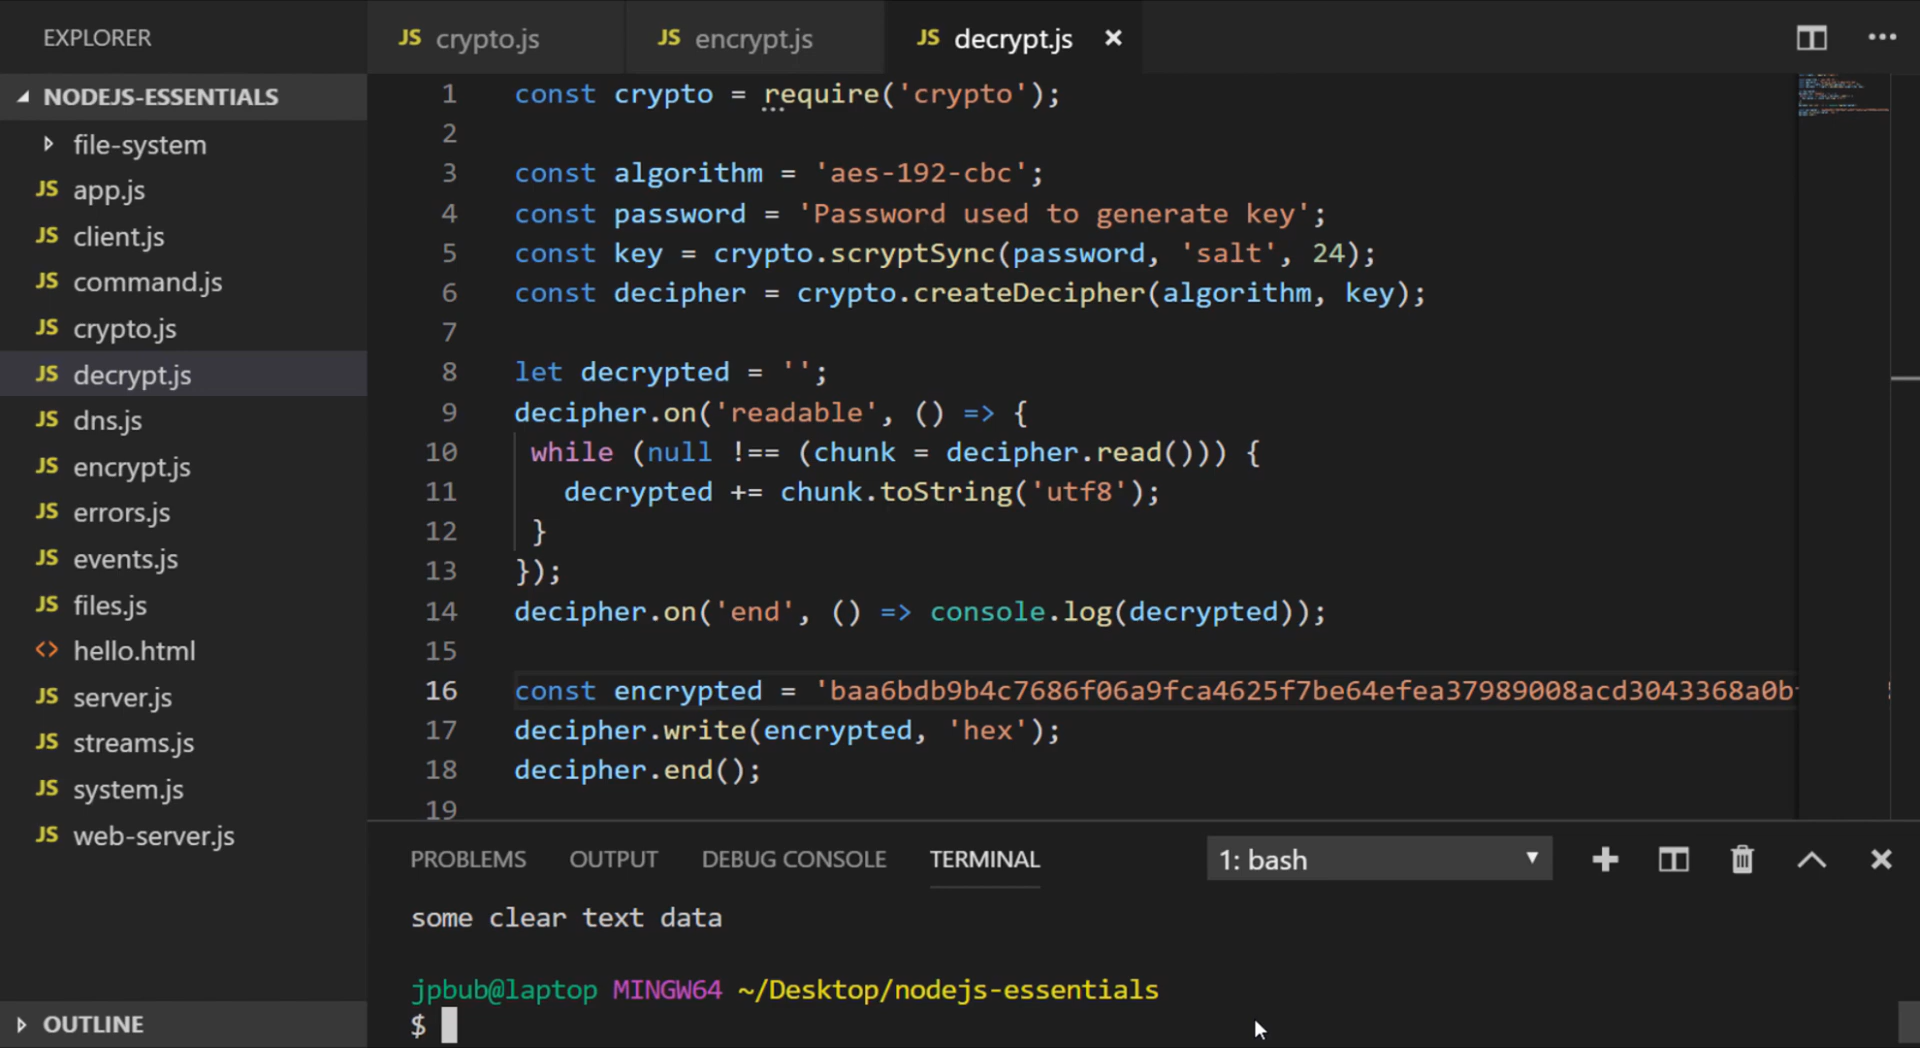 EXPLORER
NODEJS-ESSENTIALS
file-system
JS app.js
JS client.js
JS command.js
JS crypto.js
JS decrypt.js
JS dns.js
JS encrypt.js
JS errors.js
JS events.js
JS files.js
<> hello.html
JS server.js
JS streams.js
JS system.js
JS web-server.js
OUTLINE
JS crypto.js JS encrypt.js JS decrypt.js
1 const crypto = require('crypto');
2
3 const algorithm = 'aes-192-cbc';
4 const password = 'Password used to generate key';
5 const key = crypto.scryptSync(password, 'salt', 24);
6 const decipher = crypto.createDecipher(algorithm, key);
7
8 let decrypted = '';
9 decipher.on('readable', () => {
10 while (null !== (chunk = decipher.read())) {
11 decrypted += chunk.toString('utf8');
12 }
13 });
14 decipher.on('end', () => console.log(decrypted));
15
16 const encrypted = 'baa6bdb9b4c7686f06a9fca4625f7be64efea37989008acd3043368a0b
17 decipher.write(encrypted, 'hex');
18 decipher.end();
19
PROBLEMS OUTPUT DEBUG CONSOLE TERMINAL 1: bash
some clear text data
jpbub@laptop MINGW64 ~/Desktop/nodejs-essentials
$